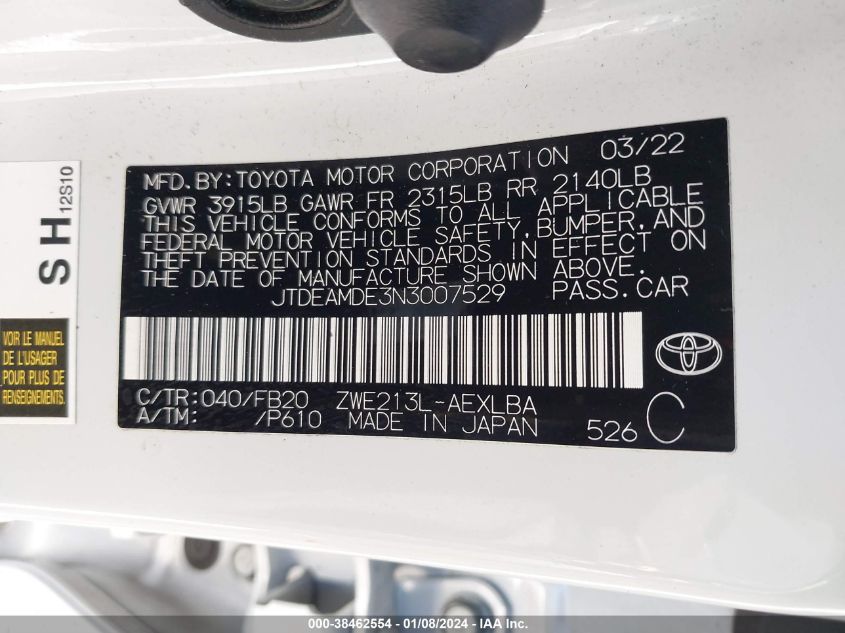 MFD. BY: TOYOTA MOTOR CORPORATION 03/22
GVWR 3915LB GAWR FR 2315LB RR 2140LB
THIS VEHICLE CONFORMS TO ALL APPLICABLE
FEDERAL MOTOR VEHICLE SAFETY, BUMPER, AND
THEFT PREVENTION STANDARDS IN EFFECT ON
THE DATE OF MANUFACTURE SHOWN ABOVE.
JTDEAMDE3N3007529 PASS. CAR
C/TR: 040/FB20 ZWE213L-AEXLBA
A/TM: /P610 MADE IN JAPAN 526 C
SH 12S10
VOIR LE MANUEL
DE L'USAGER
POUR PLUS DE
RENSEIGNEMENTS.
000-38462554 - 01/08/2024 - IAA Inc.